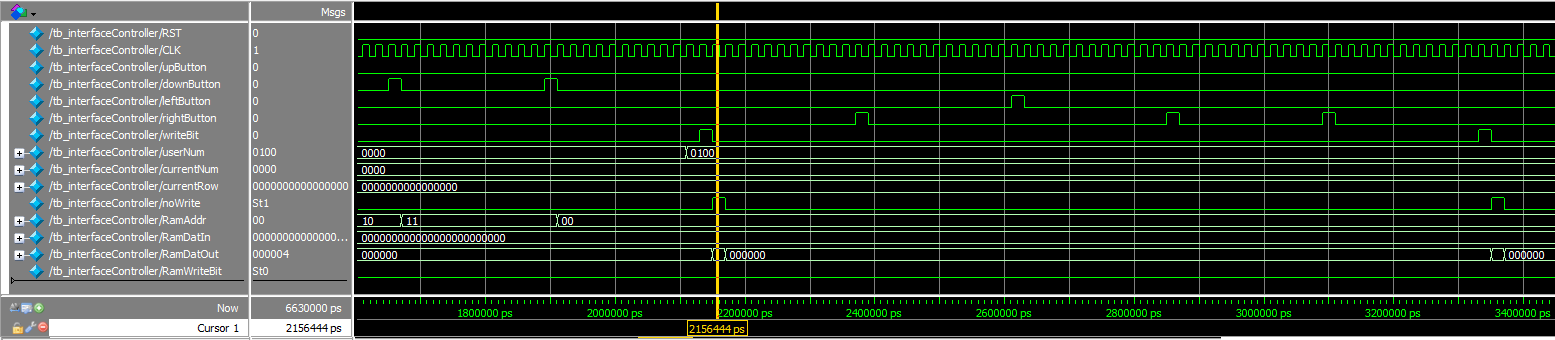 Msgs
/tb_interfaceController/RST 0
/tb_interfaceController/CLK 1
/tb_interfaceController/upButton 0
/tb_interfaceController/downButton 0
/tb_interfaceController/leftButton 0
/tb_interfaceController/rightButton 0
/tb_interfaceController/writeBit 0
/tb_interfaceController/userNum 0100 0000 0100
/tb_interfaceController/currentNum 0000 0000
/tb_interfaceController/currentRow 0000000000000000 0000000000000000
/tb_interfaceController/noWrite St1
/tb_interfaceController/RamAddr 00 10 11 00
/tb_interfaceController/RamDatIn 00000000000000... 000000000000000000000000
/tb_interfaceController/RamDatOut 000004 000000 000000 000000
/tb_interfaceController/RamWriteBit St0
Now 6630000 ps 1800000 ps 2000000 ps 2200000 ps 2400000 ps 2600000 ps 2800000 ps 3000000 ps 3200000 ps 3400000 ps
Cursor 1 2156444 ps 2156444 ps